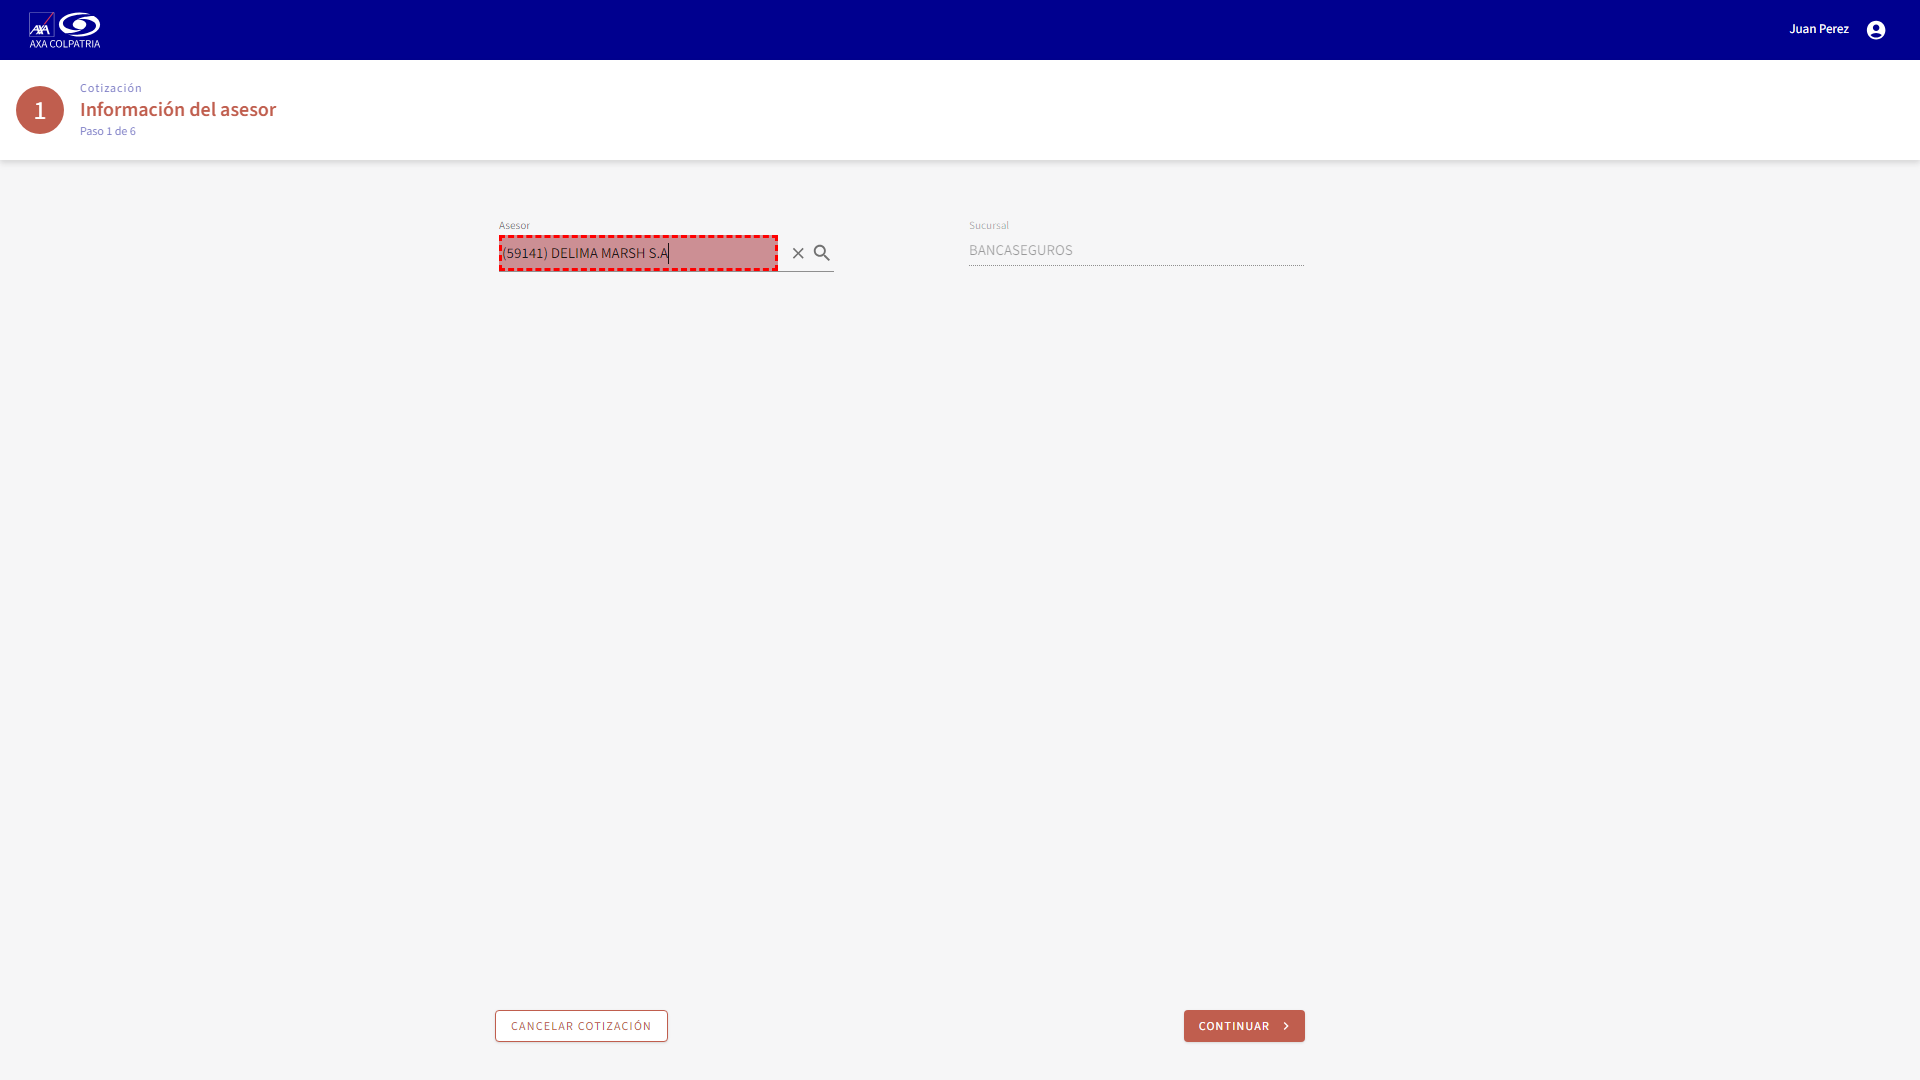 AXA
AXA COLPATRIA
Juan Perez
1
Cotización
Información del asesor
Paso 1 de 6
Asesor
(59141) DELIMA MARSH S.A
Sucursal
BANCASEGUROS
CANCELAR COTIZACIÓN
CONTINUAR